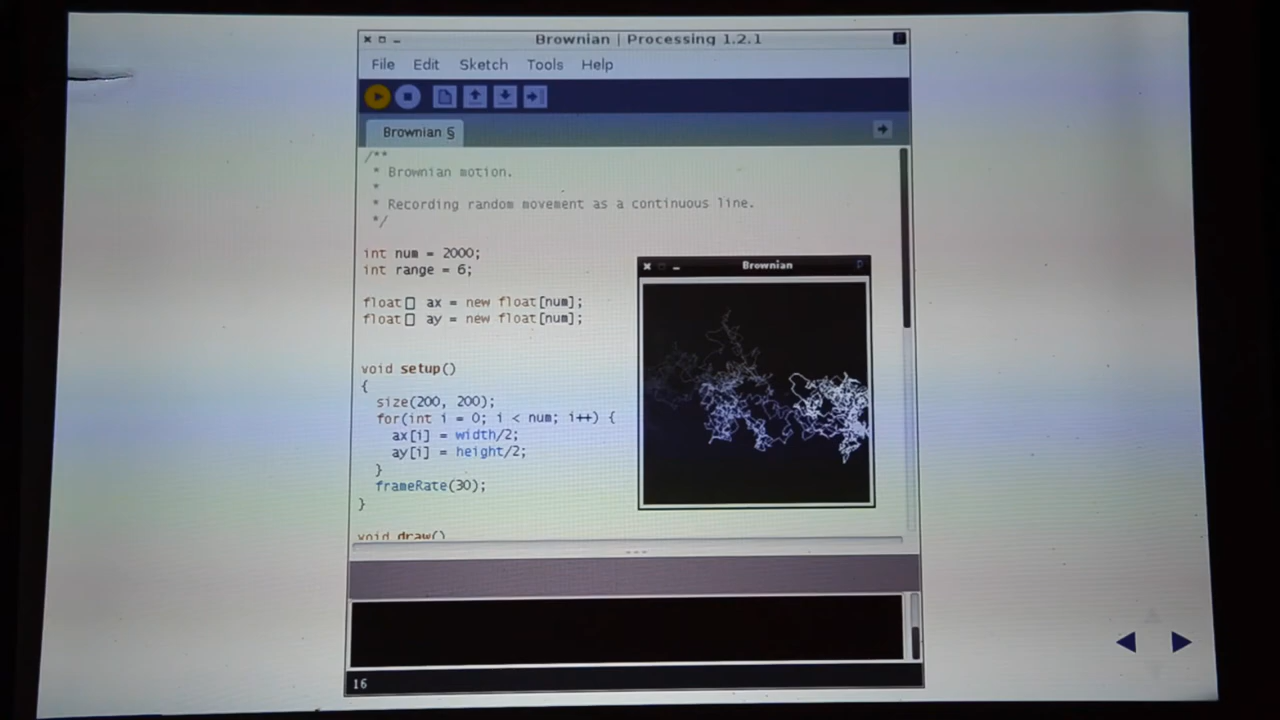 Brownian | Processing 1.2.1
File Edit Sketch Tools Help
Brownian §
/**
* Brownian motion.
*
* Recording random movement as a continuous line.
*/
int num = 2000;
int range = 6;
float[] ax = new float[num];
float[] ay = new float[num];
void setup()
{
size(200, 200);
for(int i = 0; i < num; i++) {
ax[i] = width/2;
ay[i] = height/2;
}
frameRate(30);
}
void draw()
Brownian
16